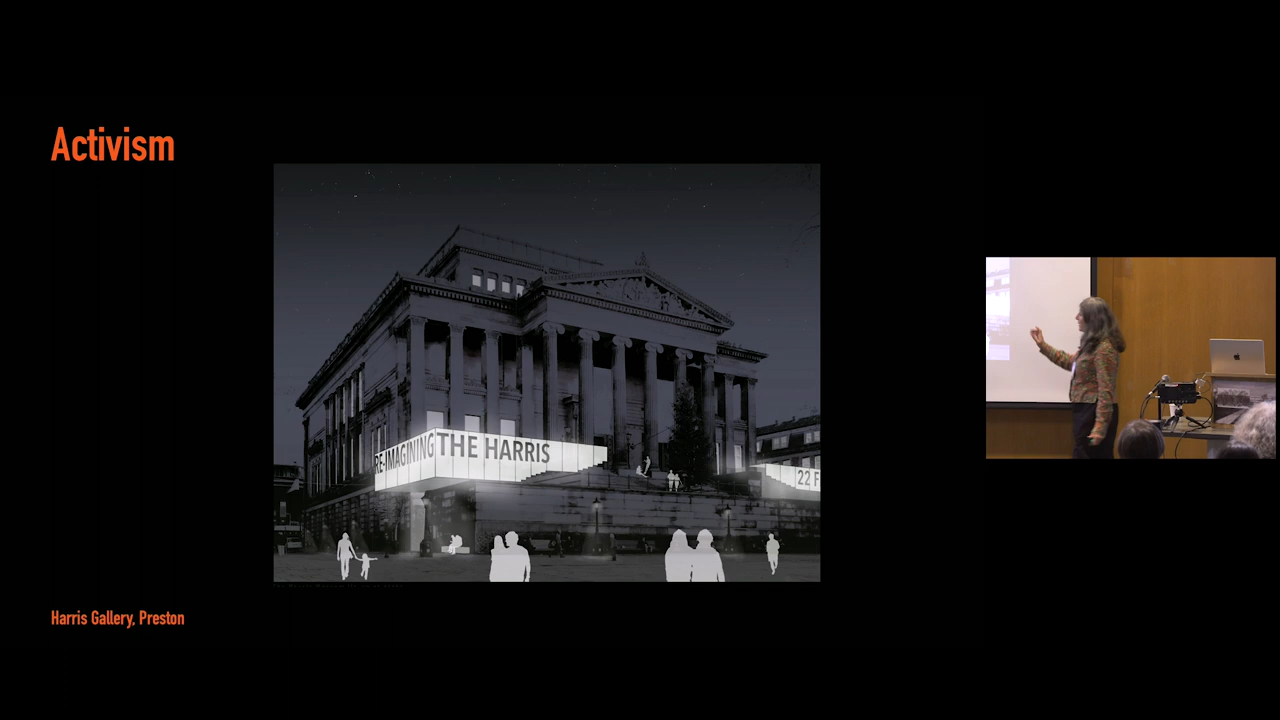 Activism
RE-IMAGINING THE HARRIS
22 F
Harris Gallery, Preston